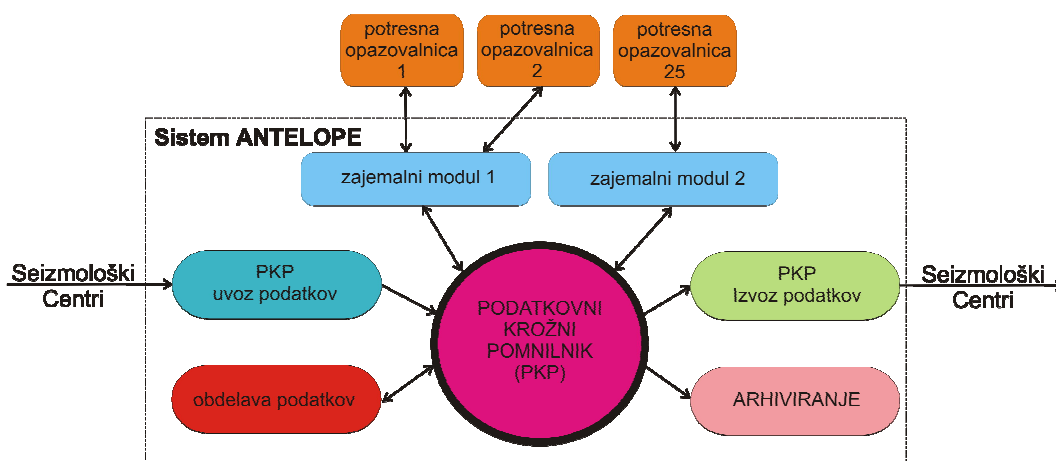 potresna
opazovalnica
1
potresna
opazovalnica
2
potresna
opazovalnica
25
Sistem ANTELOPE
zajemalni modul 1
zajemalni modul 2
Seizmološki
Centri
PKP
uvoz podatkov
PODATKOVNI
KROŽNI
POMNILNIK
(PKP)
PKP
Izvoz podatkov
Seizmološki
Centri
obdelava podatkov
ARHIVIRANJE